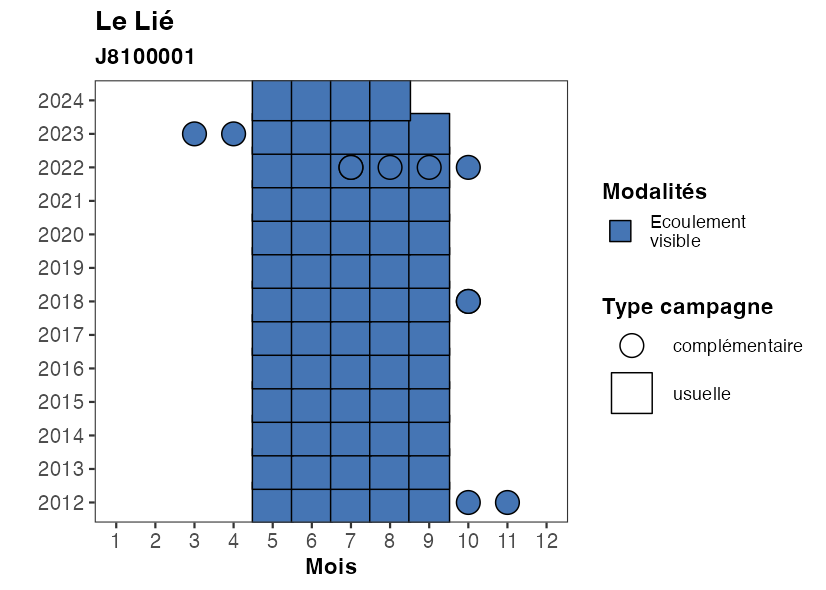 Le Lié
J8100001
2024
2023
2022
2021
2020
2019
2018
2017
2016
2015
2014
2013
2012
1 2 3 4 5 6 7 8 9 10 11 12
Mois
Modalités
Ecoulement
visible
Type campagne
complémentaire
usuelle